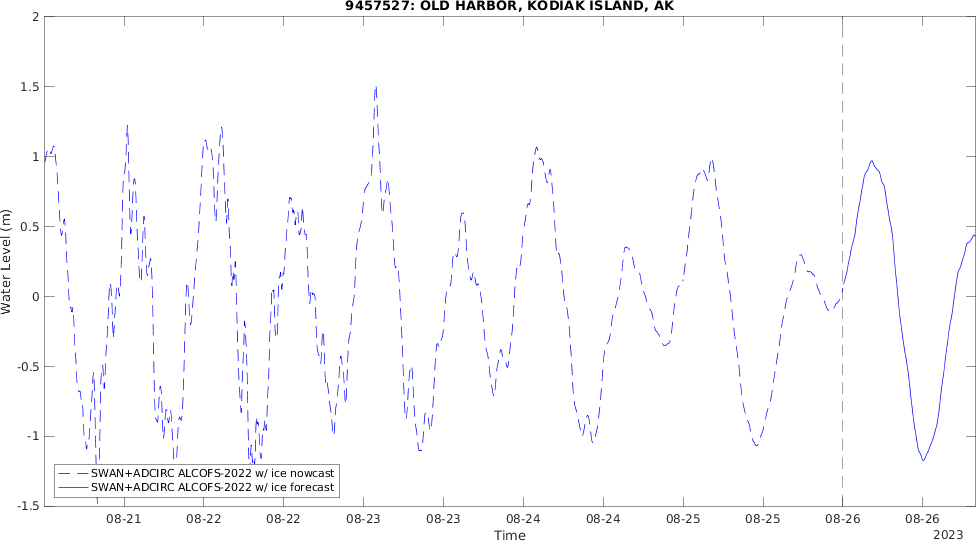 9457527: OLD HARBOR, KODIAK ISLAND, AK
2
1.5
1
0.5
0
-0.5
-1
-1.5
Water Level (m)
SWAN+ADCIRC ALCOFS-2022 w/ ice nowcast
SWAN+ADCIRC ALCOFS-2022 w/ ice forecast
08-21 08-22 08-22 08-23 08-23 08-24 08-24 08-25 08-25 08-26 08-26
Time
2023